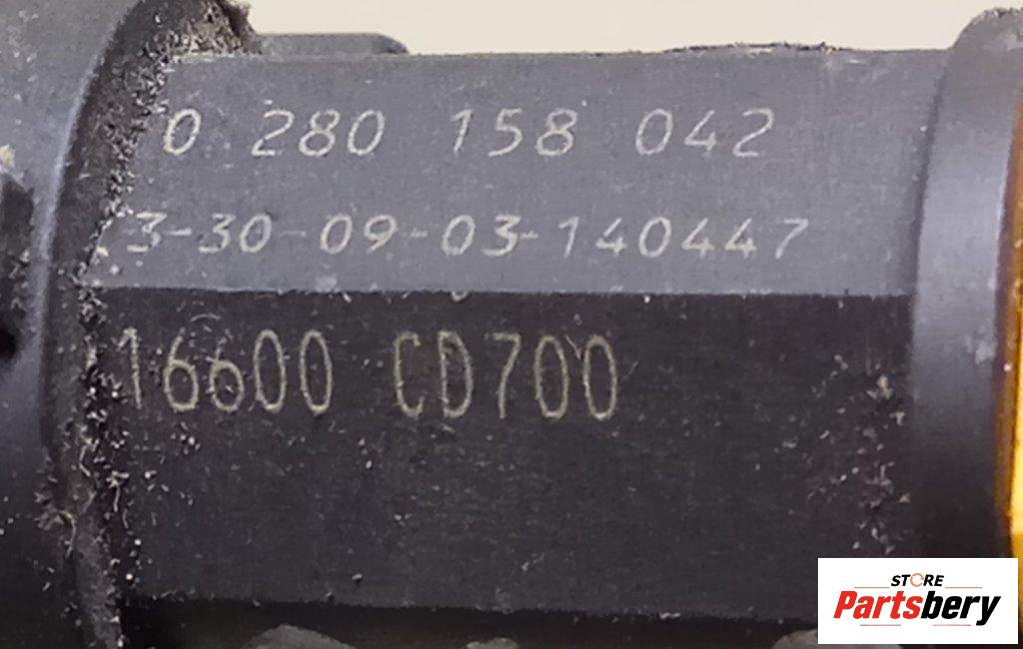 0 280 158 042
3-30-09-03-140447
16600 CD700
STORE
Partsbery